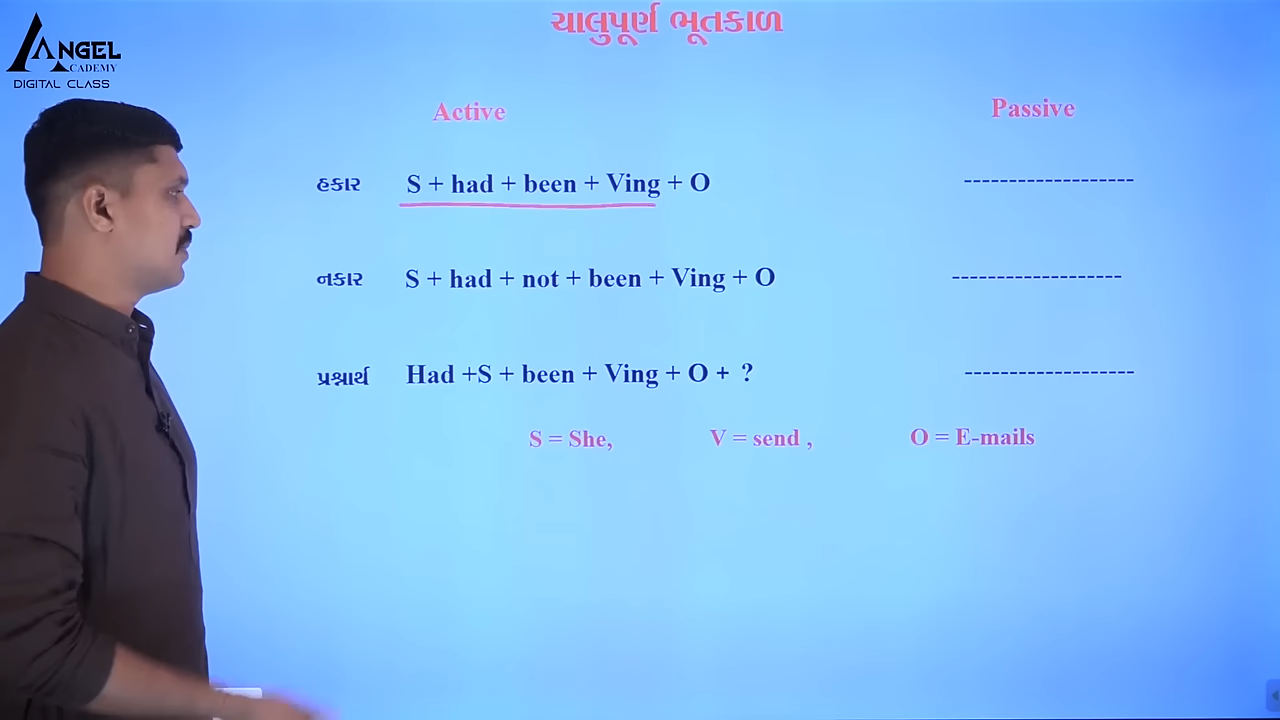 ચાલુપૂર્ણ ભૂતકાળ
ANGEL
ACADEMY
DIGITAL CLASS
Active Passive
હકાર S + had + been + Ving + O -------------------
નકાર S + had + not + been + Ving + O -------------------
પ્રશ્નાર્થ Had +S + been + Ving + O + ? -------------------
S = She, V = send , O = E-mails